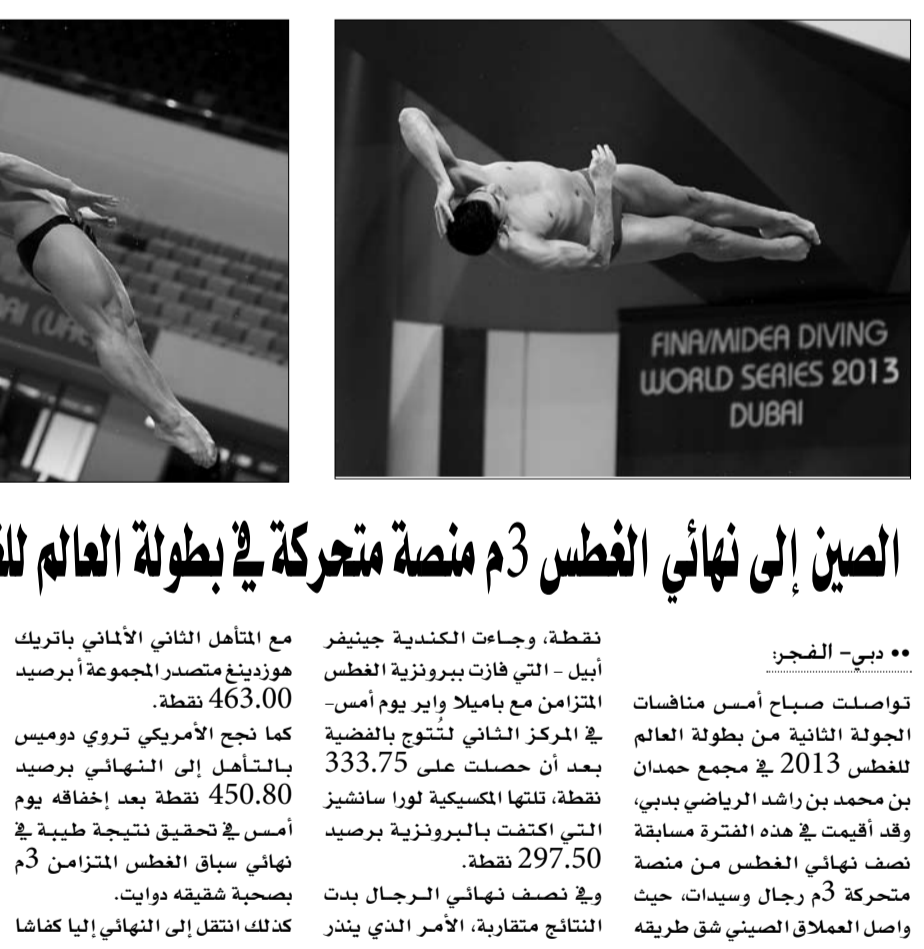 FINA/MIDEA DIVING
WORLD SERIES 2013
DUBAI
الصين إلى نهائي الغطس 3م منصة متحركة في بطولة العالم
•• دبي- الفجر:
تواصلت صباح أمس منافسات
الجولة الثانية من بطولة العالم
للغطس 2013 في مجمع حمدان
بن محمد بن راشد الرياضي بدبي،
وقد أقيمت في هذه الفترة مسابقة
نصف نهائي الغطس من منصة
متحركة 3م رجال وسيدات، حيث
واصل العملاق الصيني شق طريقه
نقطة، وجاءت الكندية جينيفر
أبيل - التي فازت ببرونزية الغطس
المتزامن مع باميلا واير يوم أمس-
في المركز الثاني لتُتوج بالفضية
بعد أن حصلت على 333.75
نقطة، تلتها المكسيكية لورا سانشيز
التي اكتفت بالبرونزية برصيد
297.50 نقطة.
وفي نصف نهائي الرجال بدت
النتائج متقاربة، الأمر الذي ينذر
مع المتأهل الثاني الألماني باتريك
هوزدينغ متصدر المجموعة أ برصيد
463.00 نقطة.
كما نجح الأمريكي تروي دوميس
بالتأهل إلى النهائي برصيد
450.80 نقطة بعد إخفاقه يوم
أمس في تحقيق نتيجة طيبة في
نهائي سباق الغطس المتزامن 3م
بصحبة شقيقه دوايت.
كذلك انتقل إلى النهائي إليا كفاشا